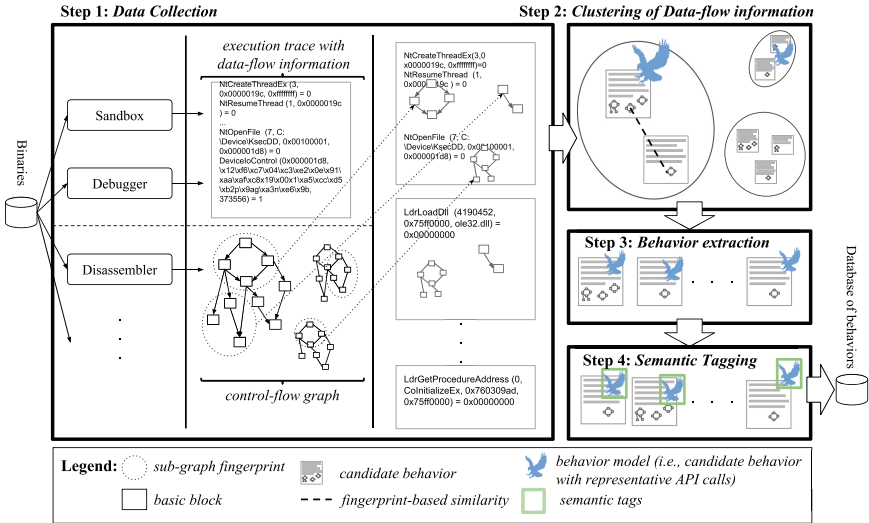 Step 1: Data Collection
Step 2: Clustering of Data-flow information
Binaries
Sandbox
Debugger
Disassembler
execution trace with
data-flow information
NtCreateThreadEx (3,
0x0000019c, 0xffffffff) = 0
NtResumeThread (1, 0x0000019c
) = 0
...
NtOpenFile (7, C:
\Device\KsecDD, 0x00100001,
0x000001d8) = 0
DeviceIoControl (0x000001d8,
\x12\xf6\xc7\x04\xc3\xe2\x0e\x91\
\xaa\xaf\xc8\x19\x00\x1\xa5\xcc\xd5
\xb2p\x9ag\xa3n\xe6\x9b,
373556) = 1
control-flow graph
NtCreateThreadEx(3,0
x0000019c, 0xffffffff)=0
NtResumeThread (1,
) = 0
NtOpenFile (7, C:
\Device\KsecDD, 0x00100001,
0x000001d8) = 0
LdrLoadDll (4190452,
0x75ff0000, ole32.dll) =
0x00000000
LdrGetProcedureAddress (0,
CoInitializeEx, 0x760309ad,
0x75ff0000) = 0x00000000
Step 3: Behavior extraction
Step 4: Semantic Tagging
Database of behaviors
Legend:
sub-graph fingerprint
basic block
candidate behavior
fingerprint-based similarity
behavior model (i.e., candidate behavior
with representative API calls)
semantic tags